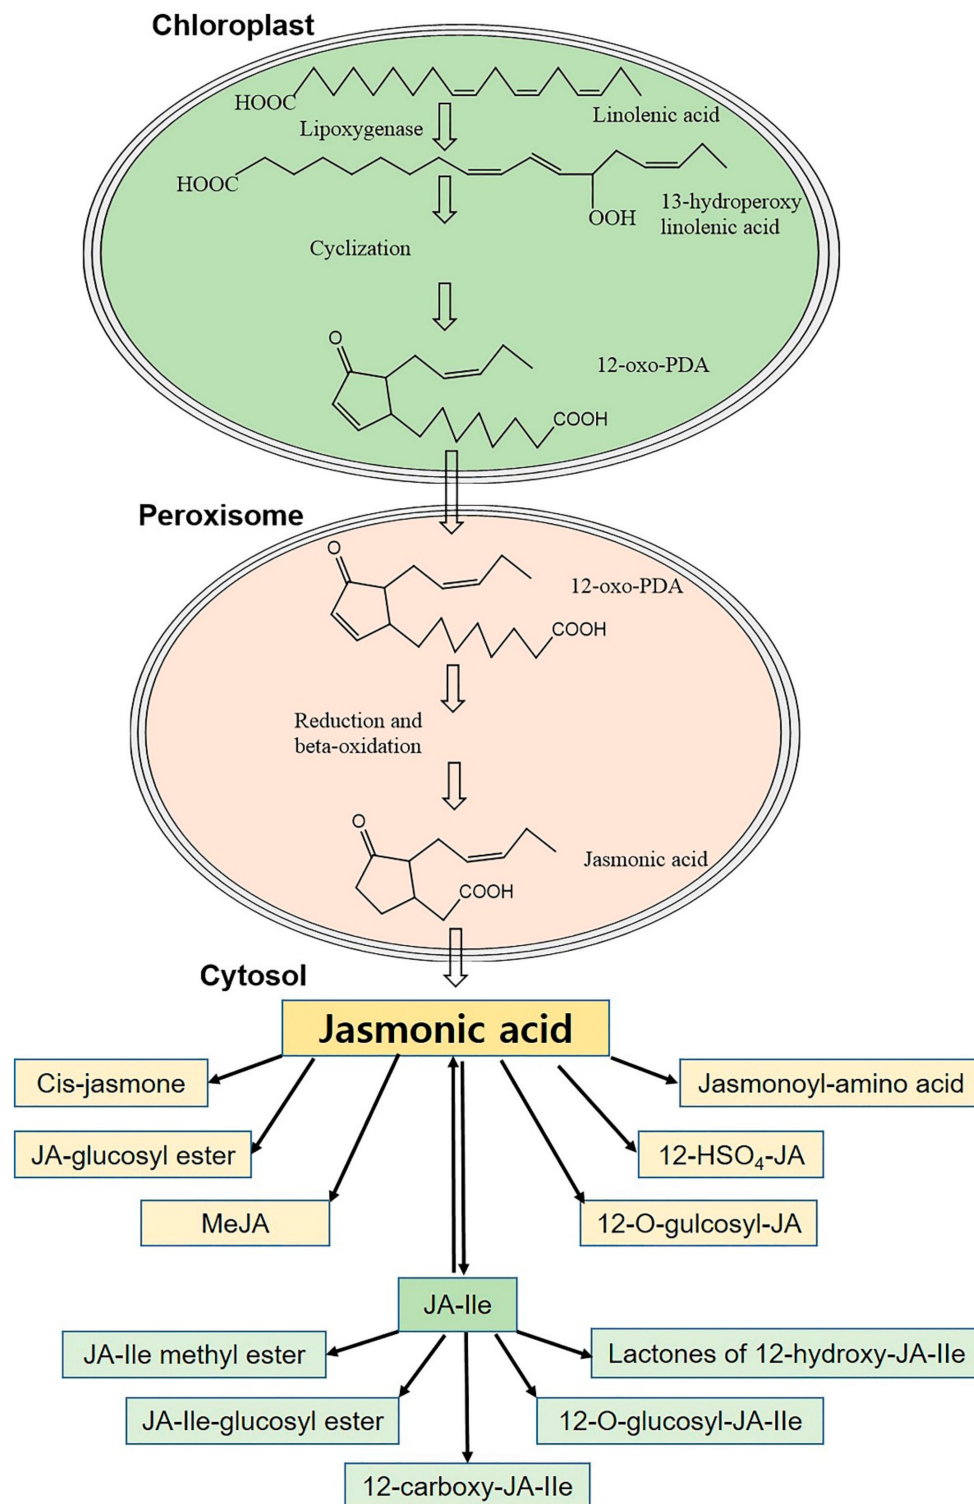 Chloroplast
HOOC
Linolenic acid
Lipoxygenase
HOOC
OOH
13-hydroperoxy
linolenic acid
Cyclization
O
12-oxo-PDA
COOH
Peroxisome
O
12-oxo-PDA
COOH
Reduction and
beta-oxidation
O
Jasmonic acid
COOH
Cytosol
Jasmonic acid
Cis-jasmone
Jasmonoyl-amino acid
JA-glucosyl ester
12-HSO₄-JA
MeJA
12-O-gulcosyl-JA
JA-Ile
JA-Ile methyl ester
Lactones of 12-hydroxy-JA-Ile
JA-Ile-glucosyl ester
12-O-glucosyl-JA-Ile
12-carboxy-JA-Ile